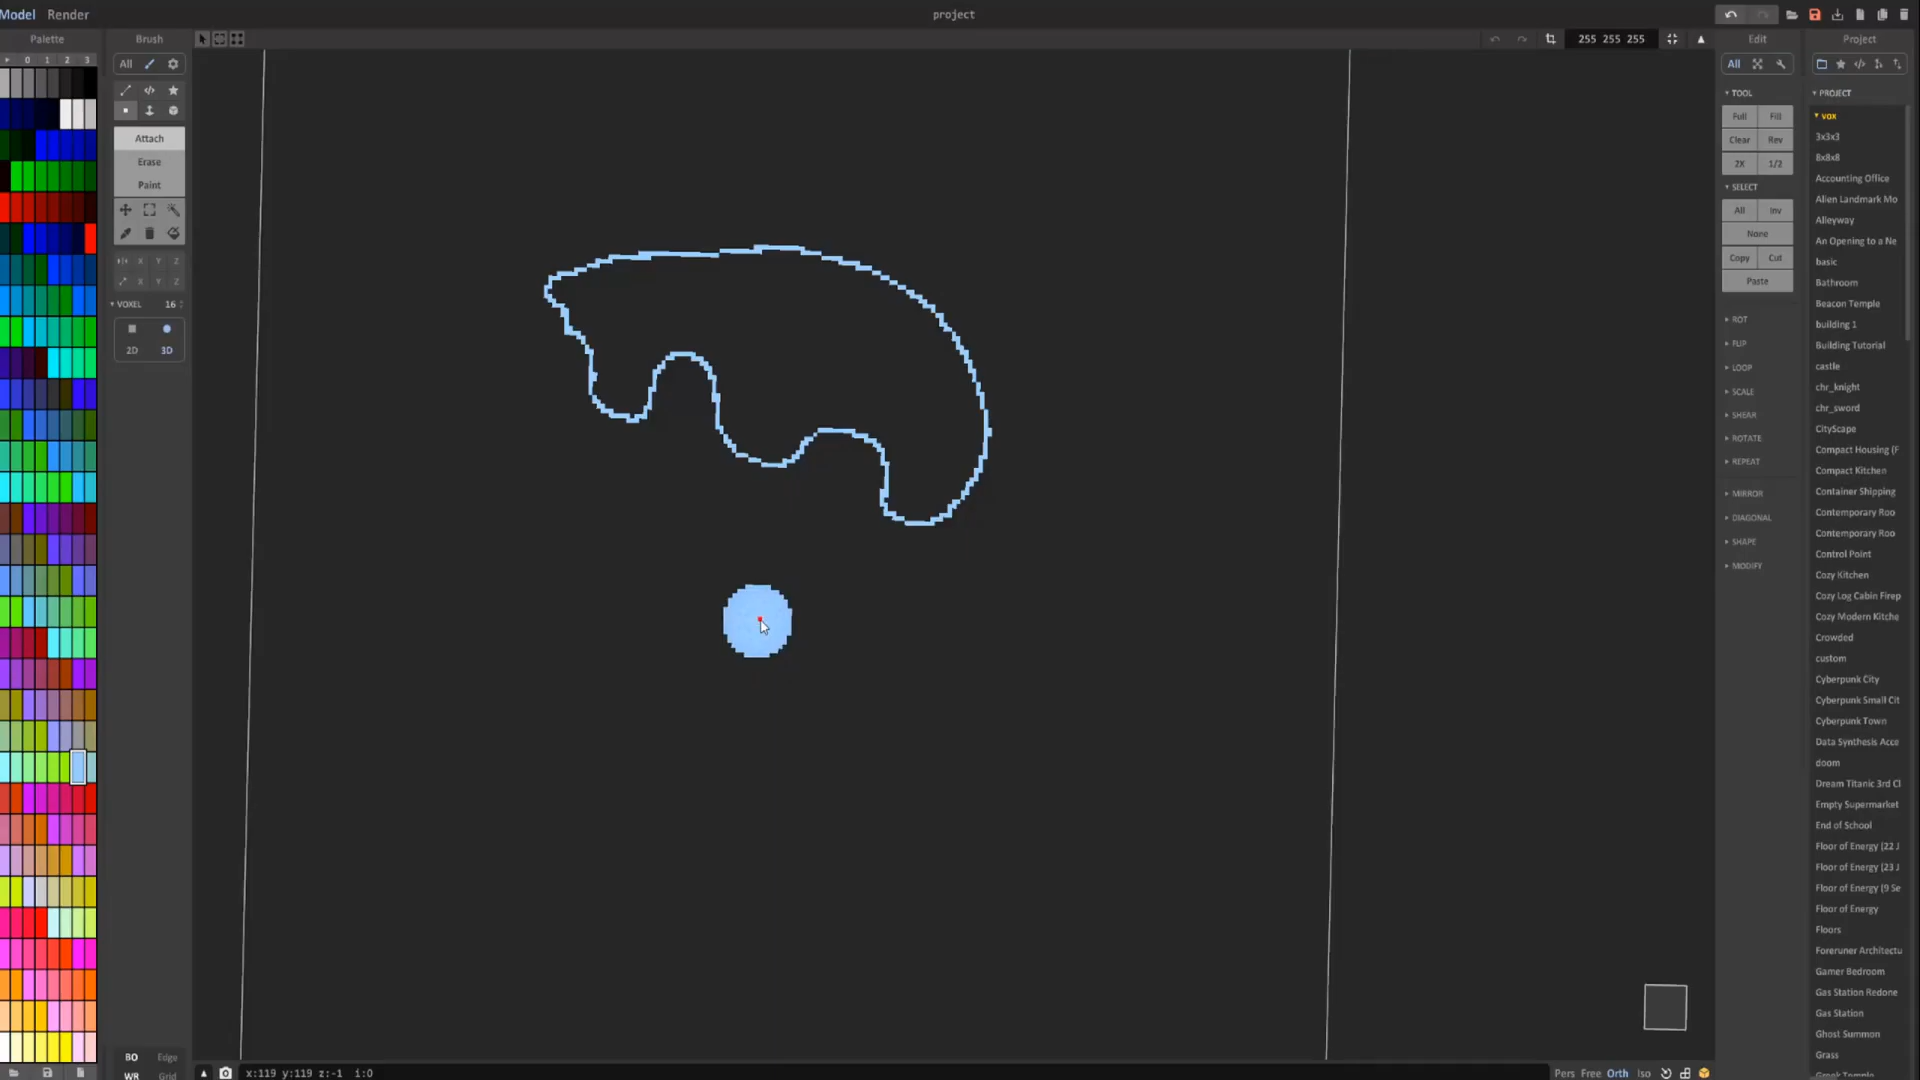 Model Render
project
Palette
Brush
255 255 255
Edit
Project
0 1 2 3
All
All
TOOL
PROJECT
Full Fill
Clear Rev
2X 1/2
SELECT
All Inv
None
Copy Cut
Paste
ROT
FLIP
LOOP
SCALE
SHEAR
ROTATE
REPEAT
MIRROR
DIAGONAL
SHAPE
MODIFY
Attach
Erase
Paint
X Y Z
X Y Z
VOXEL 16
2D 3D
vox
3x3x3
8x8x8
Accounting Office
Alien Landmark Mo
Alleyway
An Opening to a Ne
basic
Bathroom
Beacon Temple
building 1
Building Tutorial
castle
chr_knight
chr_sword
CityScape
Compact Housing (F
Compact Kitchen
Container Shipping
Contemporary Roo
Contemporary Roo
Control Point
Cozy Kitchen
Cozy Log Cabin Firep
Cozy Modern Kitche
Crowded
custom
Cyberpunk City
Cyberpunk Small Cit
Cyberpunk Town
Data Synthesis Acce
doom
Dream Titanic 3rd Cl
Empty Supermarket
End of School
Floor of Energy (22 J
Floor of Energy (23 J
Floor of Energy (9 Se
Floor of Energy
Floors
Foreruner Architectu
Gamer Bedroom
Gas Station Redone
Gas Station
Ghost Summon
Grass
Greek Temple
BO Edge
WR Grid
x:119 y:119 z:-1 i:0
Pers Free Orth Iso